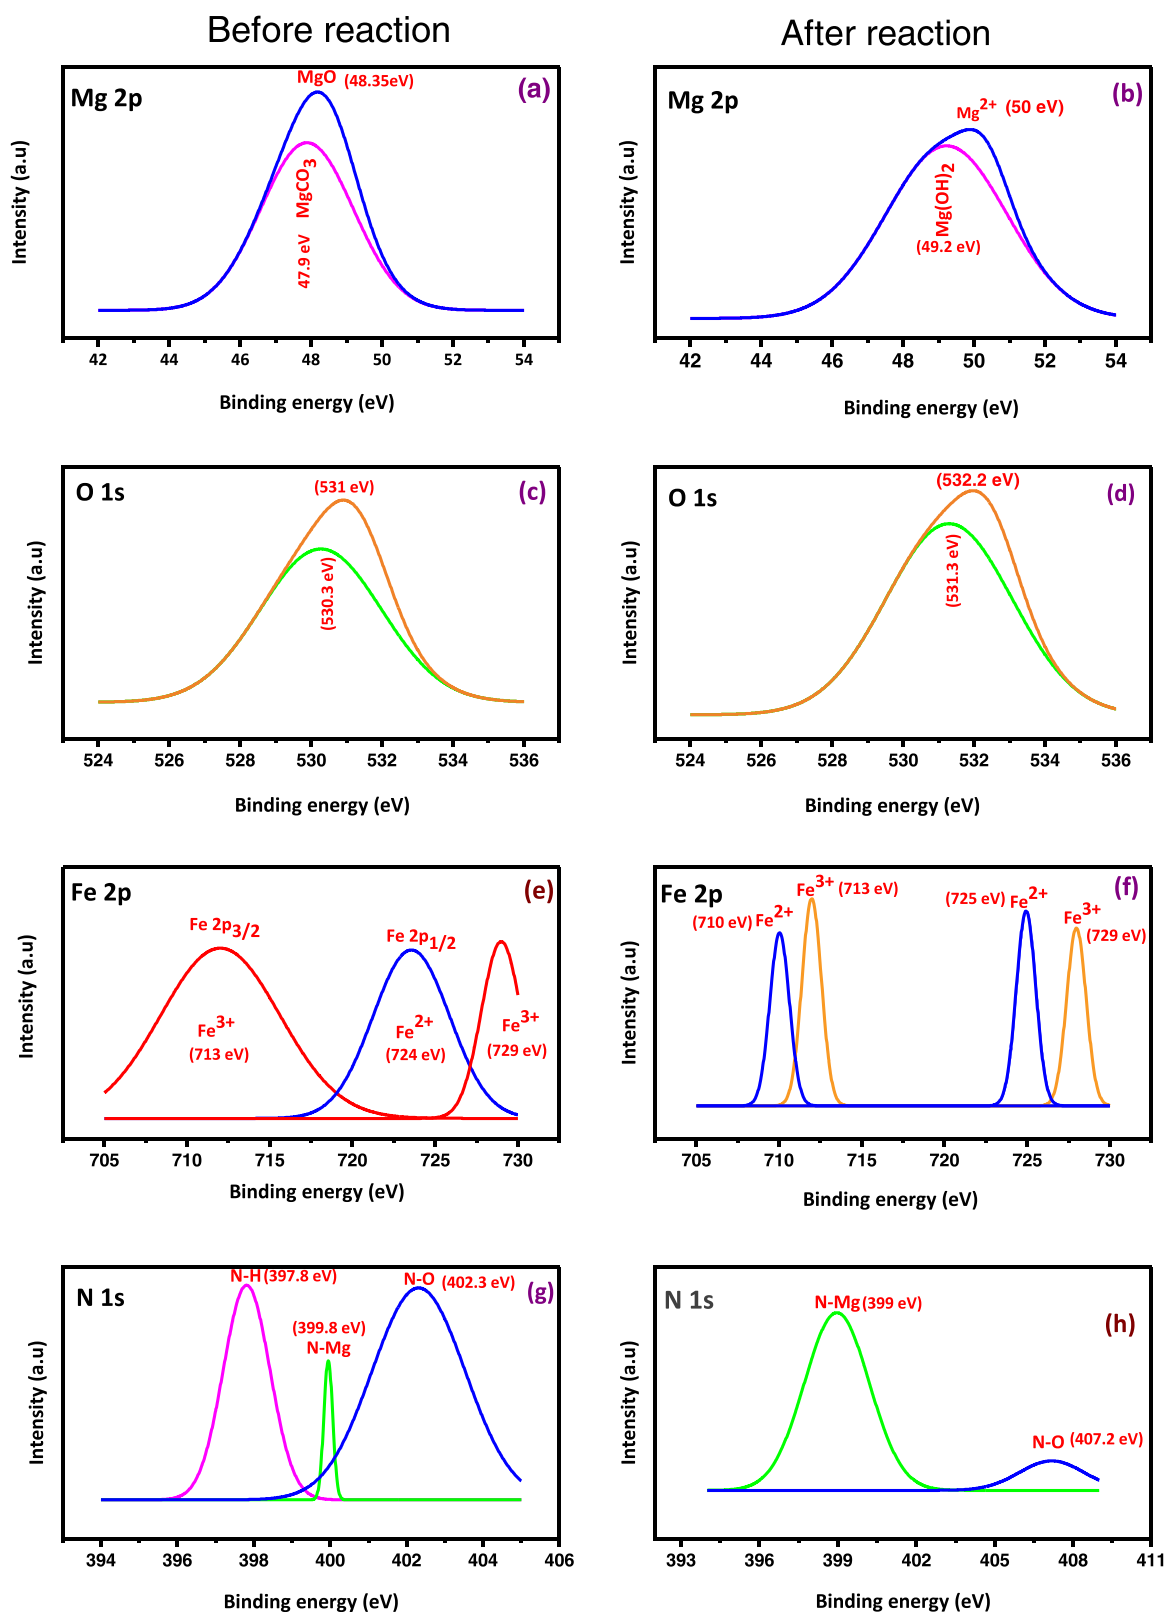 Before reaction
After reaction
Mg 2p
MgO (48.35eV)
(a)
47.9 eV MgCO3
Intensity (a.u)
42 44 46 48 50 52 54
Binding energy (eV)
Mg 2p
Mg2+ (50 eV)
(b)
Mg(OH)2
(49.2 eV)
Intensity (a.u)
42 44 46 48 50 52 54
Binding energy (eV)
O 1s
(531 eV)
(c)
(530.3 eV)
Intensity (a.u)
524 526 528 530 532 534 536
Binding energy (eV)
O 1s
(532.2 eV)
(d)
(531.3 eV)
Intensity (a.u)
524 526 528 530 532 534 536
Binding energy (eV)
Fe 2p
(e)
Fe 2p3/2
Fe 2p1/2
Fe3+
(713 eV)
Fe2+
(724 eV)
Fe3+
(729 eV)
Intensity (a.u)
705 710 715 720 725 730
Binding energy (eV)
Fe 2p
(f)
(710 eV) Fe2+
Fe3+ (713 eV)
(725 eV) Fe2+
Fe3+
(729 eV)
Intensity (a.u)
705 710 715 720 725 730
Binding energy (eV)
N 1s
N-H (397.8 eV)
(399.8 eV)
N-Mg
N-O (402.3 eV)
(g)
Intensity (a.u)
394 396 398 400 402 404 406
Binding energy (eV)
N 1s
N-Mg (399 eV)
(h)
N-O (407.2 eV)
Intensity (a.u)
393 396 399 402 405 408 411
Binding energy (eV)